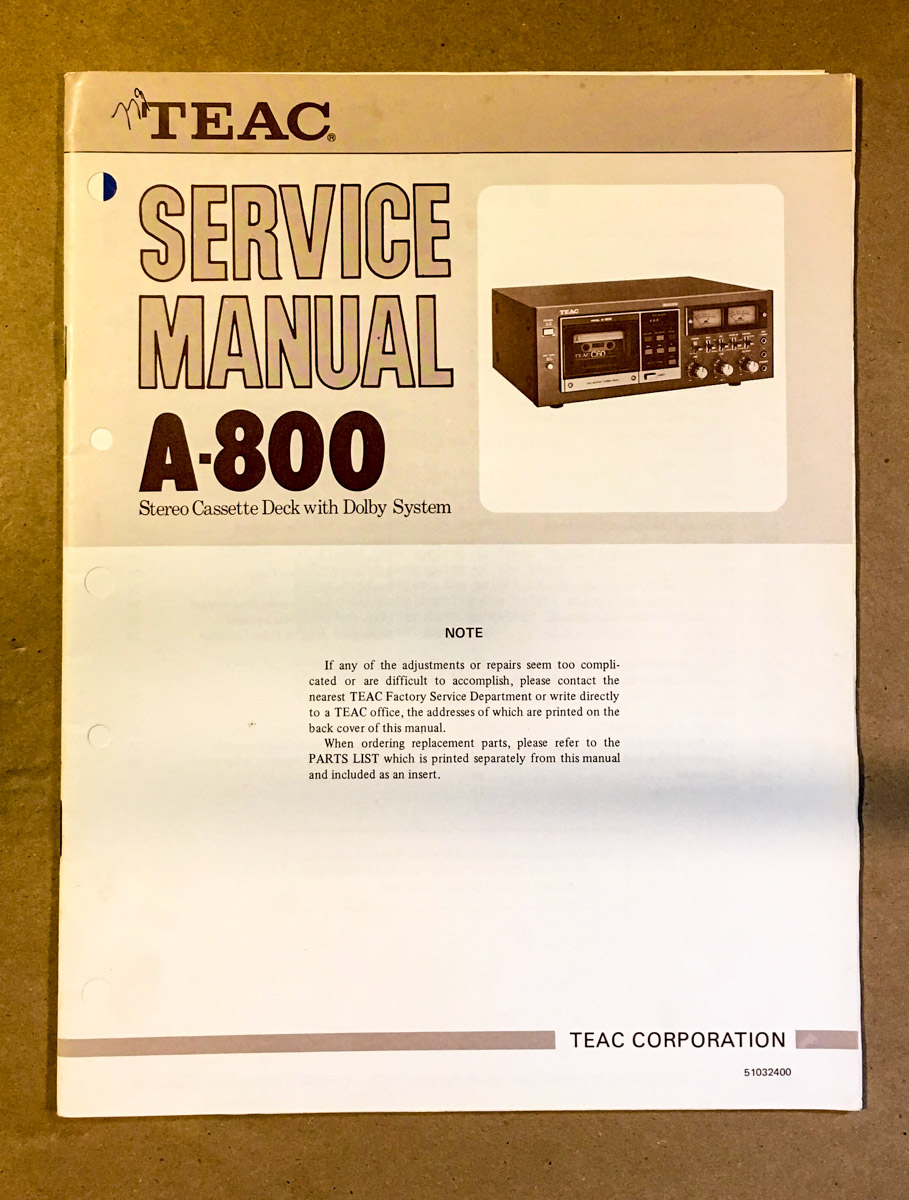 TEAC®
SERVICE
MANUAL
A-800
Stereo Cassette Deck with Dolby System
TEAC
TEAC C60
NOTE
If any of the adjustments or repairs seem too compli-
cated or are difficult to accomplish, please contact the
nearest TEAC Factory Service Department or write directly
to a TEAC office, the addresses of which are printed on the
back cover of this manual.
When ordering replacement parts, please refer to the
PARTS LIST which is printed separately from this manual
and included as an insert.
TEAC CORPORATION
51032400